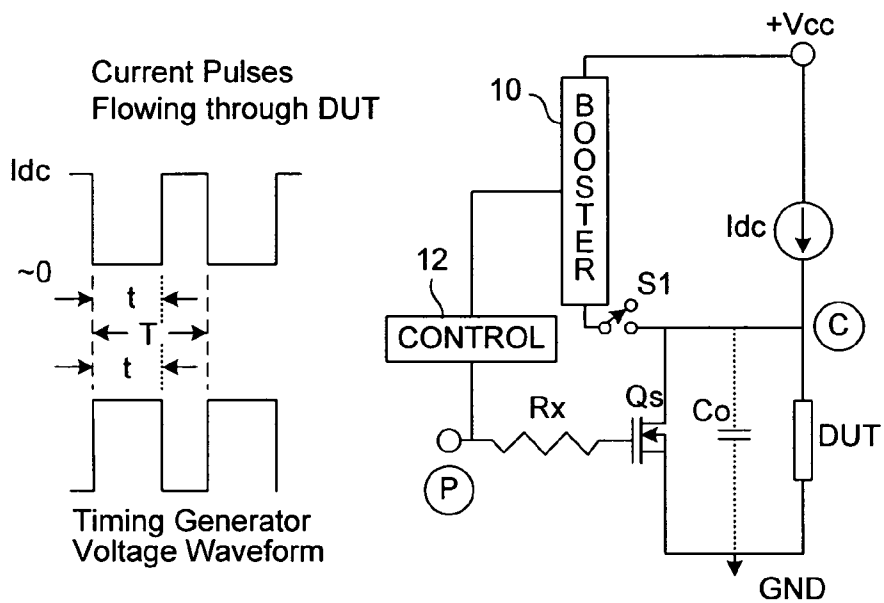 Current Pulses
Flowing through DUT
Idc
~0
t
T
t
Timing Generator
Voltage Waveform
+Vcc
10
BOOSTER
Idc
12
S1
CONTROL
C
Rx
Qs
Co
DUT
P
GND